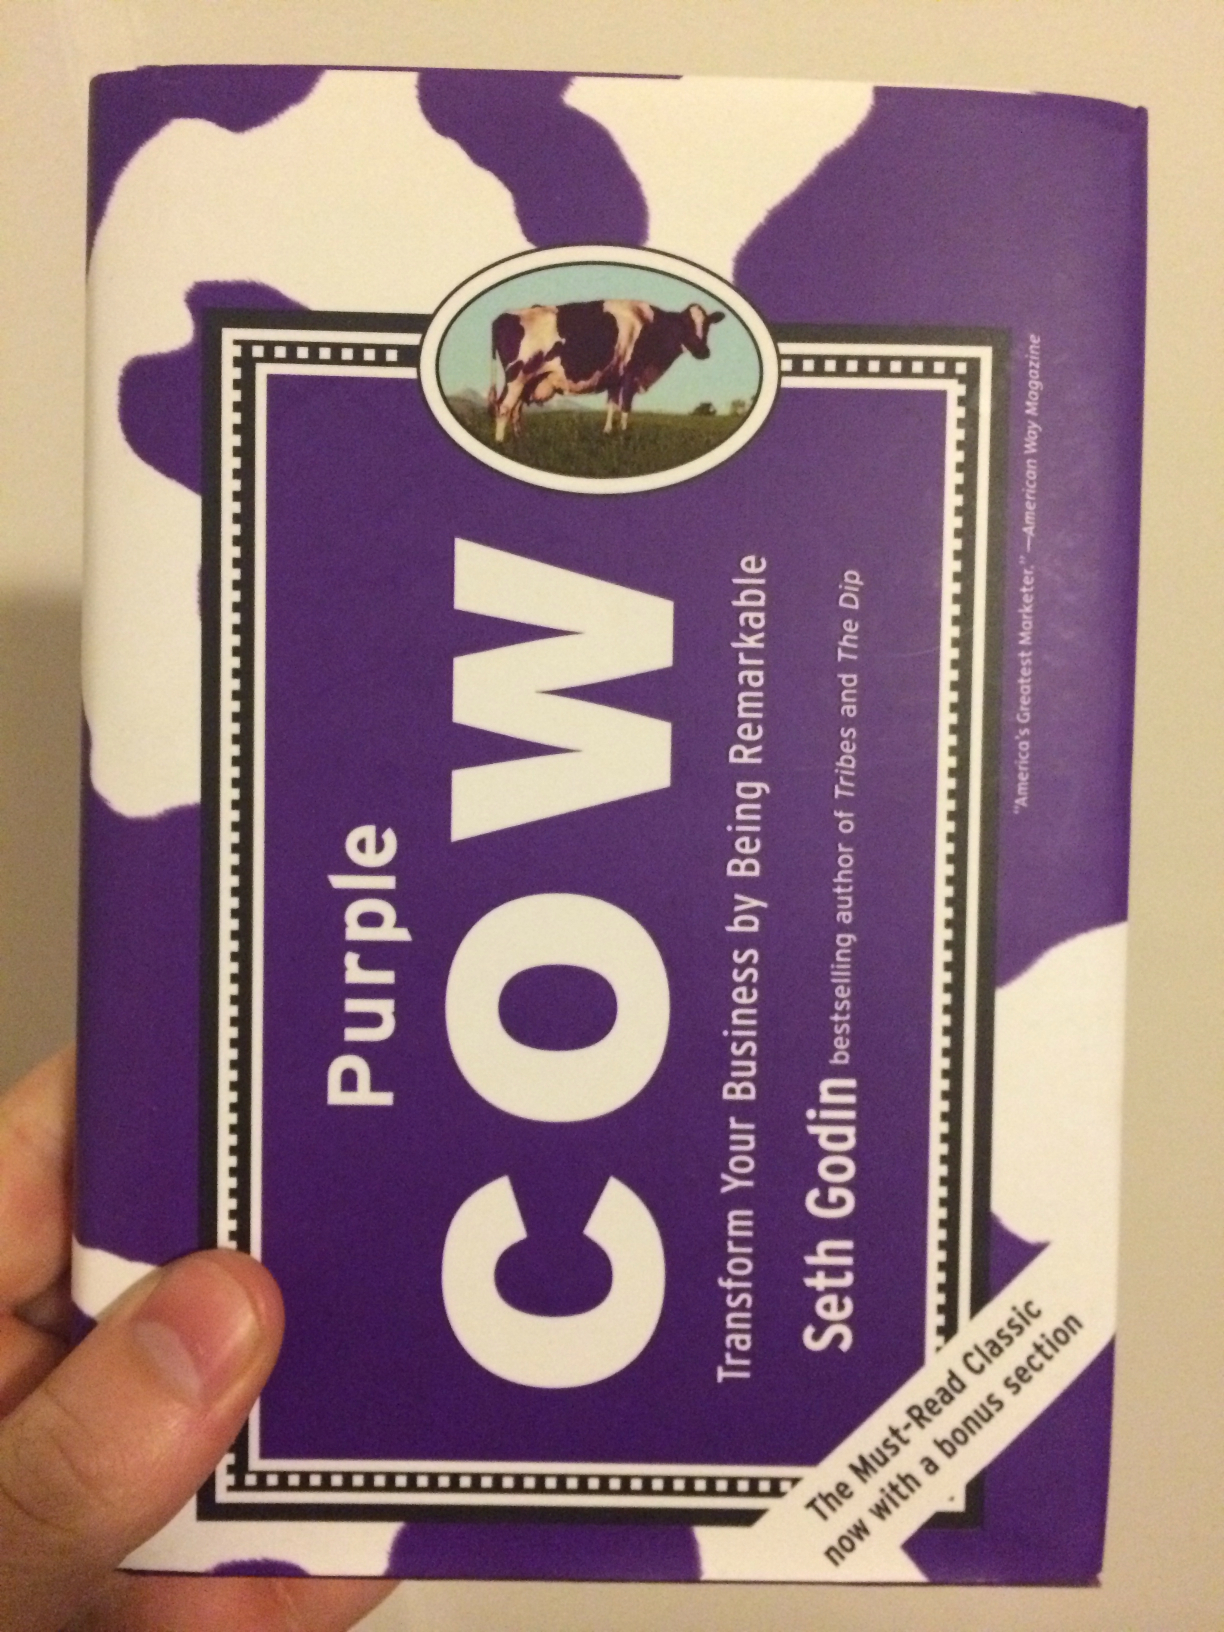 Purple
COW
Transform Your Business by Being Remarkable
Seth Godin bestselling author of Tribes and The Dip
"America's Greatest Marketer." —American Way Magazine
The Must-Read Classic
now with a bonus section